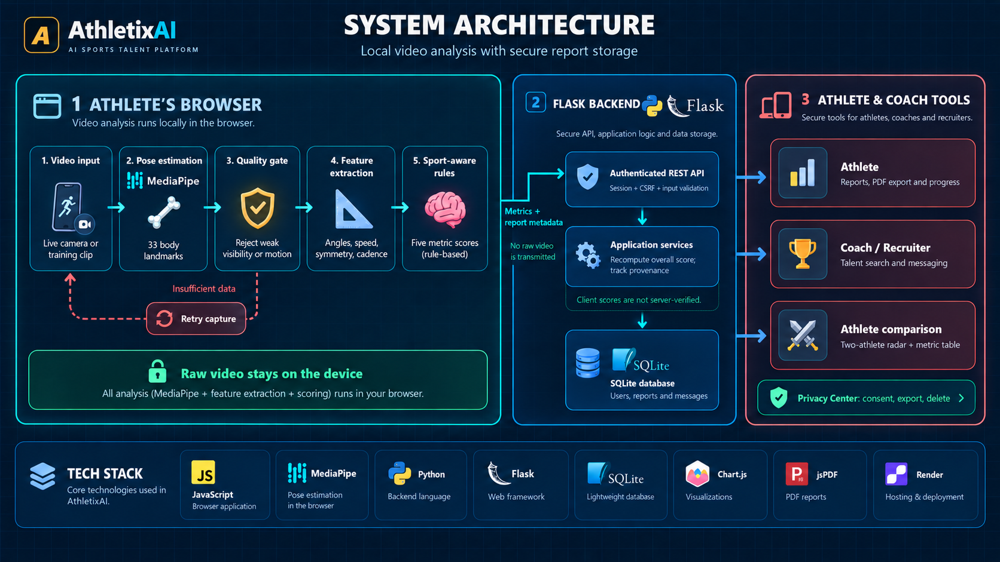 A
AthletixAI
AI SPORTS TALENT PLATFORM
SYSTEM ARCHITECTURE
Local video analysis with secure report storage
1 ATHLETE'S BROWSER
Video analysis runs locally in the browser.
1. Video input
Live camera or
training clip
2. Pose estimation
MediaPipe
33 body
landmarks
3. Quality gate
Reject weak
visibility or motion
4. Feature
extraction
Angles, speed,
symmetry, cadence
5. Sport-aware
rules
Five metric scores
(rule-based)
Insufficient data
Retry capture
Raw video stays on the device
All analysis (MediaPipe + feature extraction + scoring) runs in your browser.
Metrics +
report metadata
No raw video
is transmitted
2 FLASK BACKEND
Flask
Secure API, application logic and data storage.
Authenticated REST API
Session + CSRF + input validation
Application services
Recompute overall score;
track provenance
Client scores are not server-verified.
SQLite
SQLite database
Users, reports and messages
3 ATHLETE & COACH TOOLS
Secure tools for athletes, coaches and recruiters.
Athlete
Reports, PDF export and progress
Coach / Recruiter
Talent search and messaging
Athlete comparison
Two-athlete radar + metric table
Privacy Center: consent, export, delete
TECH STACK
Core technologies used in
AthletixAI.
JS
JavaScript
Browser application
MediaPipe
Pose estimation
in the browser
Python
Backend language
Flask
Web framework
SQLite
Lightweight database
Chart.js
Visualizations
P
JS
jsPDF
PDF reports
Render
Hosting & deployment